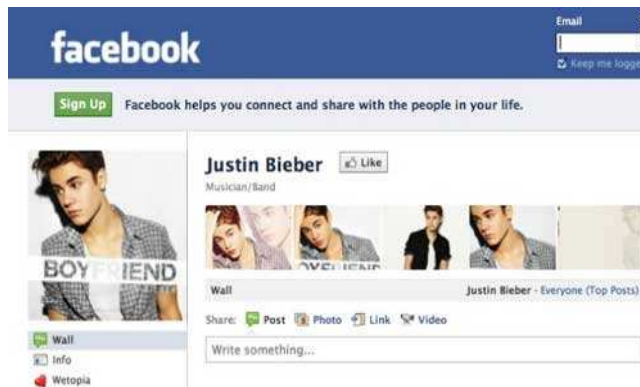 Email
facebook
Keep me logge
Sign Up Facebook helps you connect and share with the people in your life.
Justin Bieber Like
Musician/Band
BOYFRIEND
Wall Justin Bieber · Everyone (Top Posts)
Share: Post Photo Link Video
Write something...
Wall
Info
Wetopia